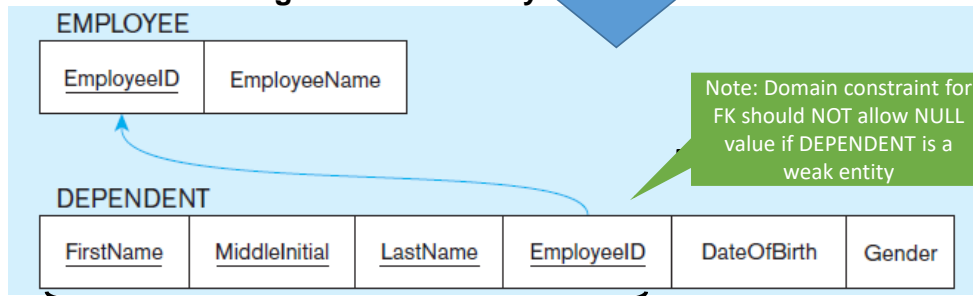 EMPLOYEE
EmployeeID EmployeeName
Note: Domain constraint for
FK should NOT allow NULL
value if DEPENDENT is a
weak entity
DEPENDENT
FirstName MiddleInitial LastName EmployeeID DateOfBirth Gender